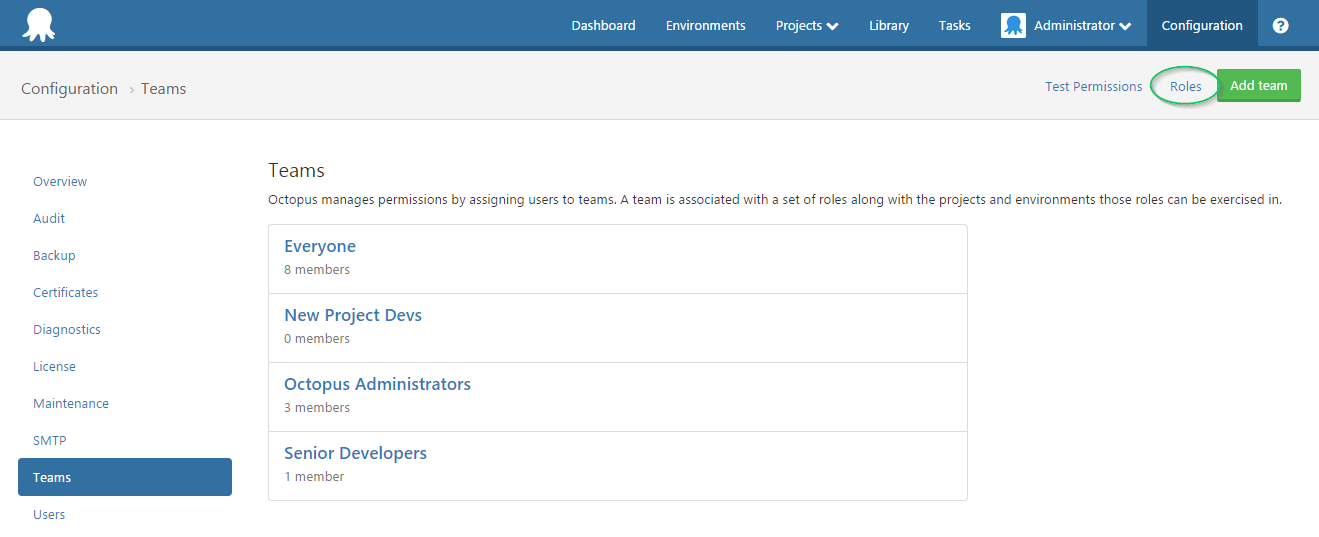 Dashboard Environments Projects Library Tasks Administrator Configuration ?
Configuration › Teams Test Permissions Roles Add team
Overview
Audit
Backup
Certificates
Diagnostics
License
Maintenance
SMTP
Teams
Users
Teams
Octopus manages permissions by assigning users to teams. A team is associated with a set of roles along with the projects and environments those roles can be exercised in.
Everyone
8 members
New Project Devs
0 members
Octopus Administrators
3 members
Senior Developers
1 member